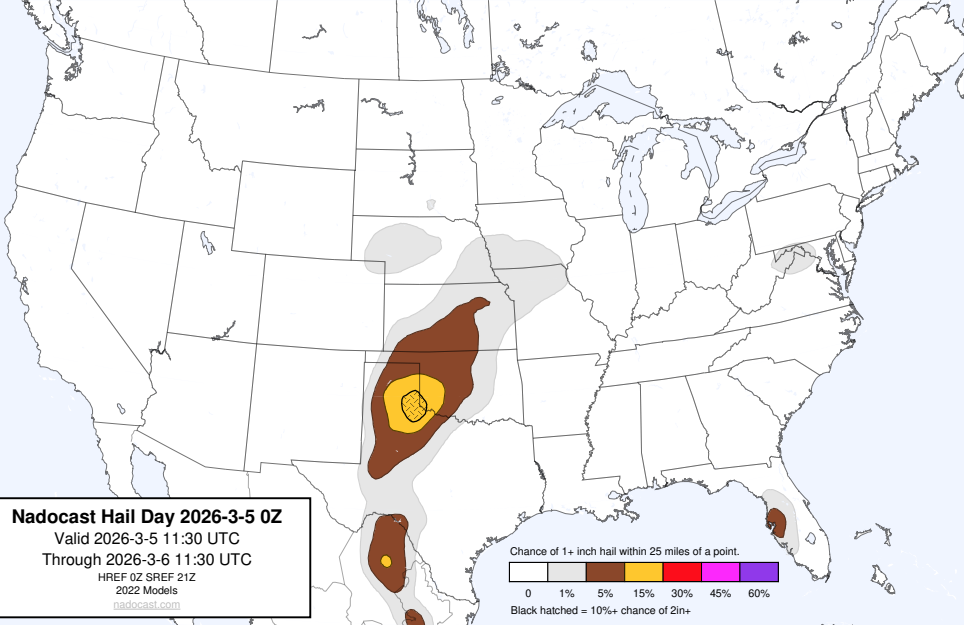 Nadocast Hail Day 2026-3-5 0Z
Valid 2026-3-5 11:30 UTC
Through 2026-3-6 11:30 UTC
HREF 0Z SREF 21Z
2022 Models
nadocast.com
Chance of 1+ inch hail within 25 miles of a point.
0 1% 5% 15% 30% 45% 60%
Black hatched = 10%+ chance of 2in+